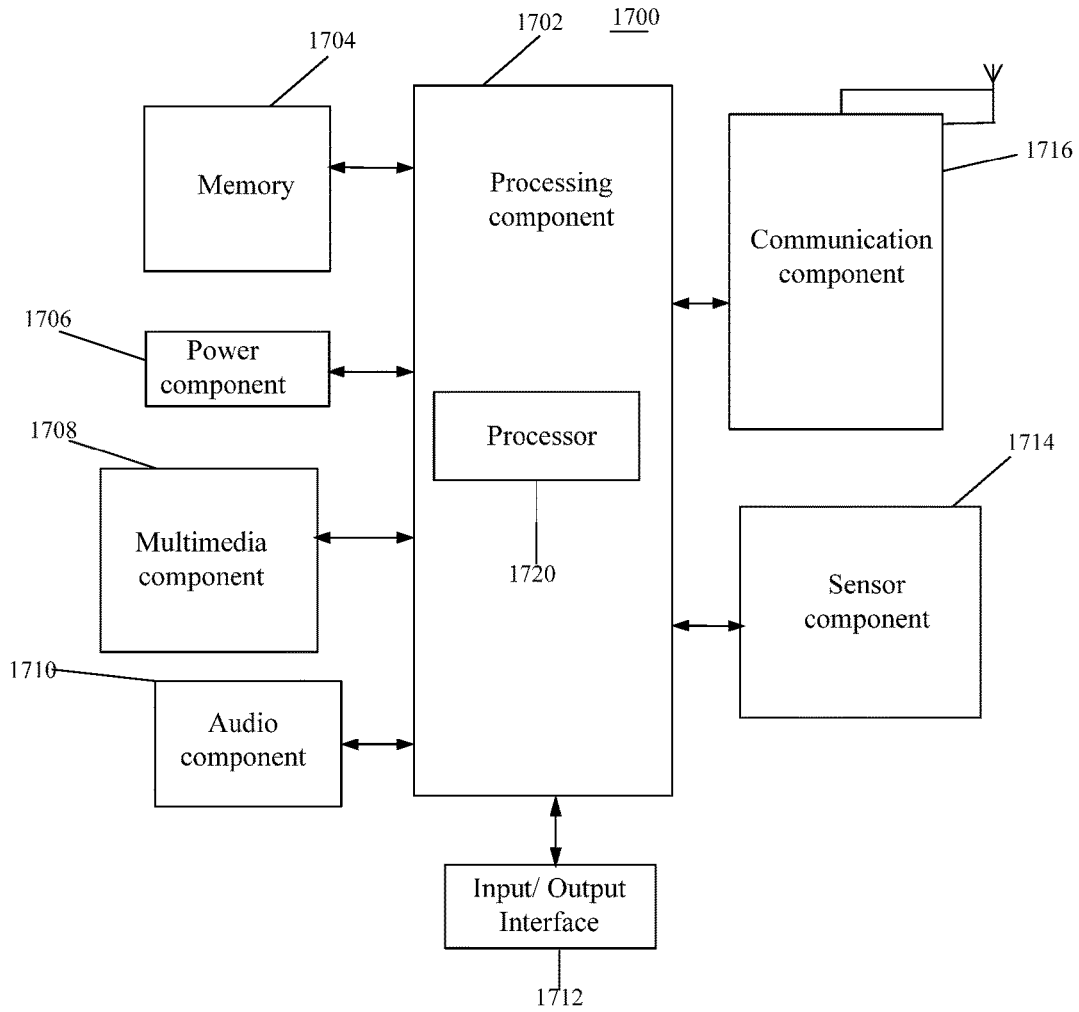 1700
1702
1704
Memory
Processing
component
1716
Communication
component
1706
Power
component
1708
Processor
1714
Multimedia
component
1720
Sensor
component
1710
Audio
component
Input/ Output
Interface
1712